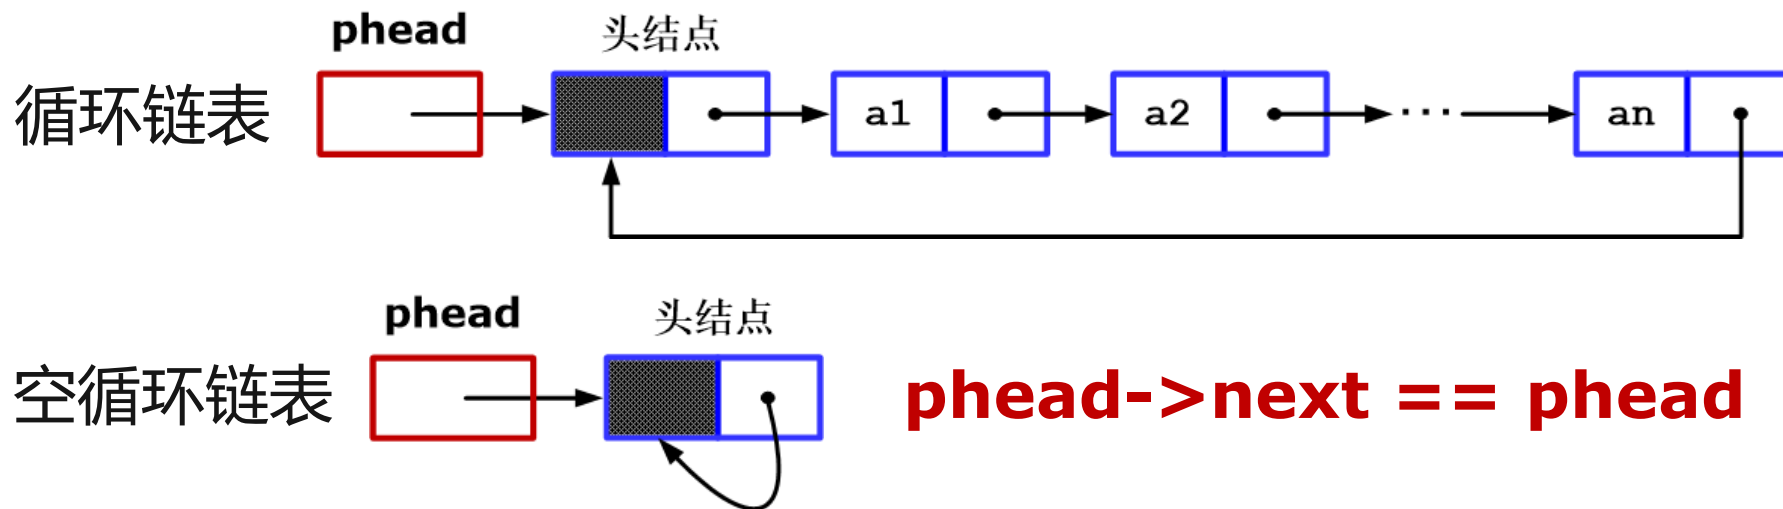 phead 头结点
循环链表 a1 a2 ··· an
phead 头结点
空循环链表 phead->next == phead